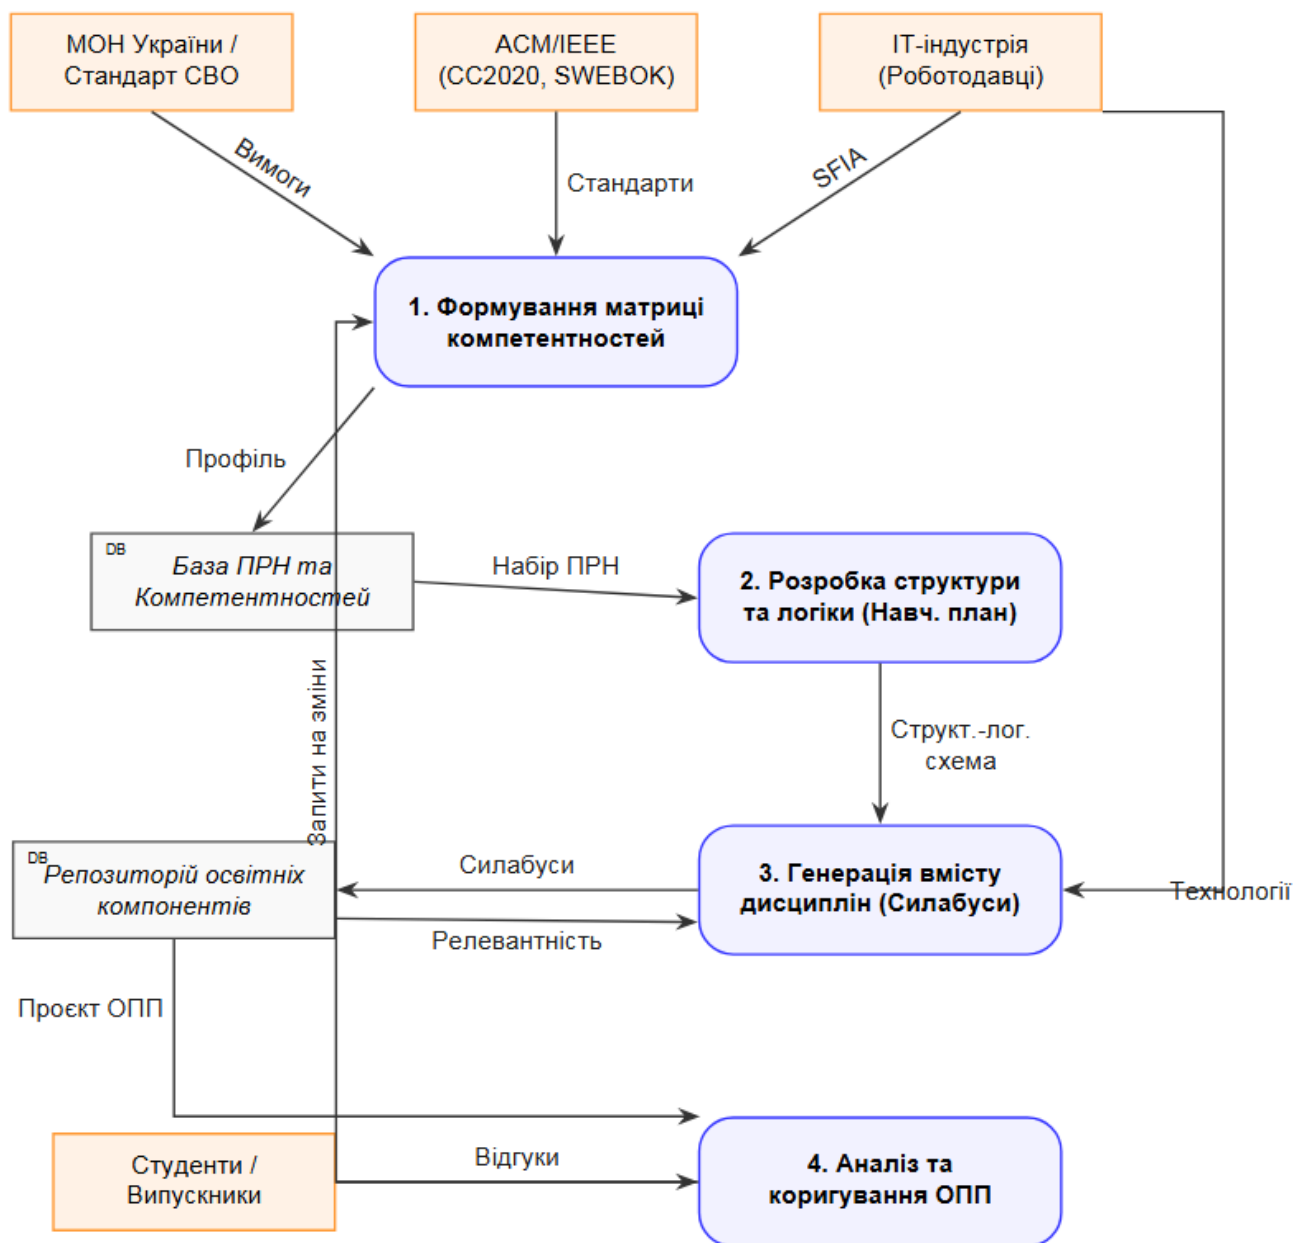 МОН України /
Стандарт СВО
ACM/IEEE
(CC2020, SWEBOK)
ІТ-індустрія
(Роботодавці)
Вимоги
Стандарти
SFIA
1. Формування матриці
компетентностей
Профіль
DB
База ПРН та
Компетентностей
Набір ПРН
2. Розробка структури
та логіки (Навч. план)
Запити на зміни
Структ.-лог.
схема
DB
Репозиторій освітніх
компонентів
Силабуси
3. Генерація вмісту
дисциплін (Силабуси)
Технології
Релевантність
Проєкт ОПП
Студенти /
Випускники
Відгуки
4. Аналіз та
коригування ОПП